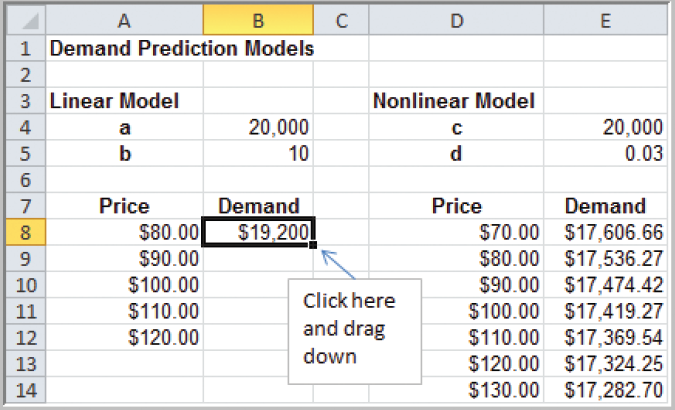 A B C D E
1 Demand Prediction Models
2
3 Linear Model Nonlinear Model
4 a 20,000 c 20,000
5 b 10 d 0.03
6
7 Price Demand Price Demand
8 $80.00 $19,200 $70.00 $17,606.66
9 $90.00 $80.00 $17,536.27
10 $100.00 $90.00 $17,474.42
11 $110.00 $100.00 $17,419.27
12 $120.00 $110.00 $17,369.54
13 $120.00 $17,324.25
14 $130.00 $17,282.70
Click here
and drag
down